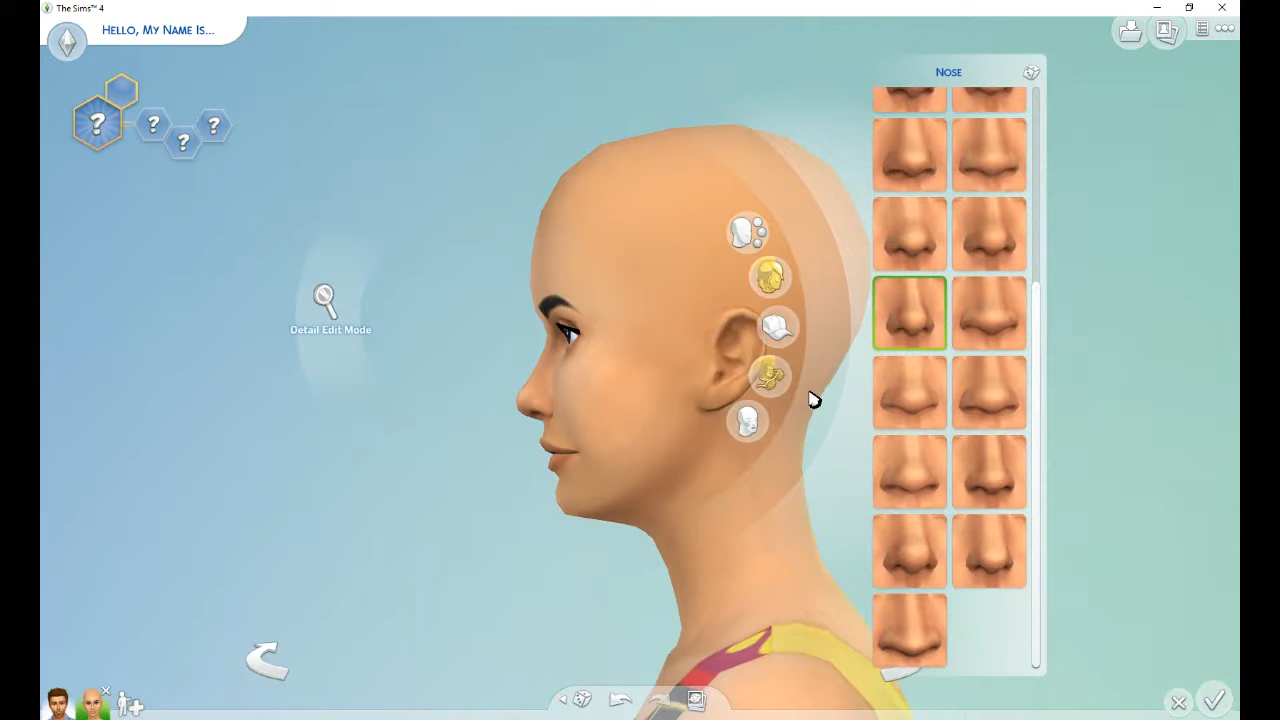 The Sims™ 4
HELLO, MY NAME IS...
NOSE
?
?
?
?
Detail Edit Mode